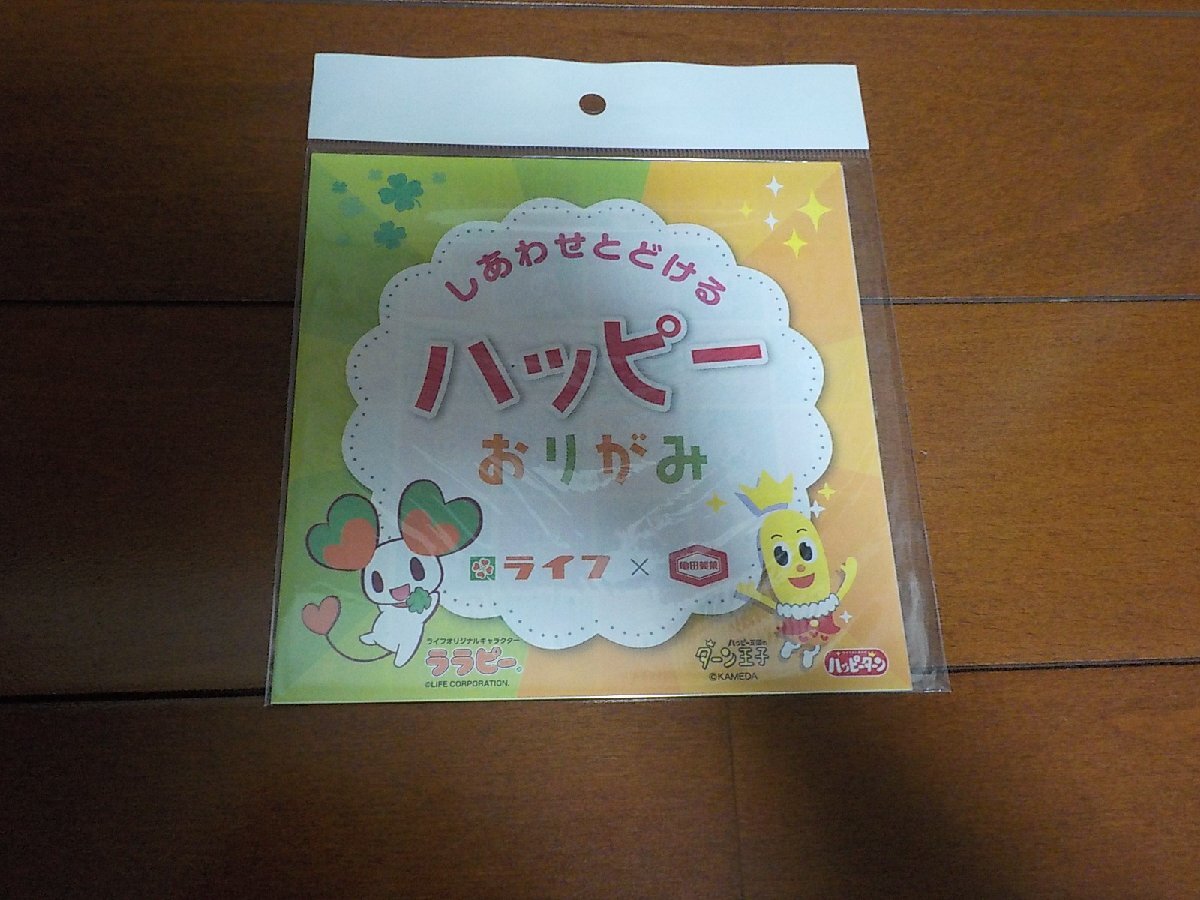 しあわせとどける
ハッピー
おりがみ
ライフ × 亀田製菓
ライフオリジナルキャラクター
ララビー®
©LIFE CORPORATION.
ハッピー王国の
ターン王子
©KAMEDA
ハッピーターン